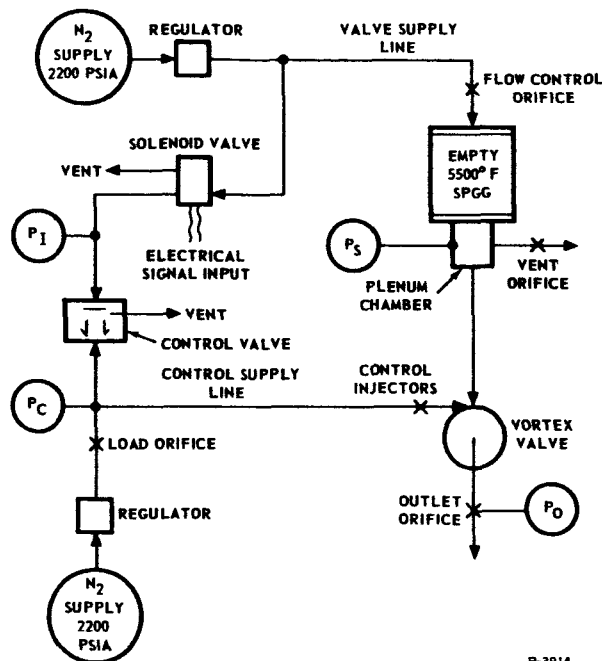 N2
SUPPLY
2200 PSIA
REGULATOR
VALVE SUPPLY
LINE
FLOW CONTROL
ORIFICE
SOLENOID VALVE
VENT
EMPTY
5500° F
SPGG
PI
ELECTRICAL
SIGNAL INPUT
PS
VENT
ORIFICE
PLENUM
CHAMBER
VENT
CONTROL VALVE
CONTROL SUPPLY
LINE
CONTROL
INJECTORS
PC
LOAD ORIFICE
VORTEX
VALVE
REGULATOR
OUTLET
ORIFICE
PO
N2
SUPPLY
2200
PSIA